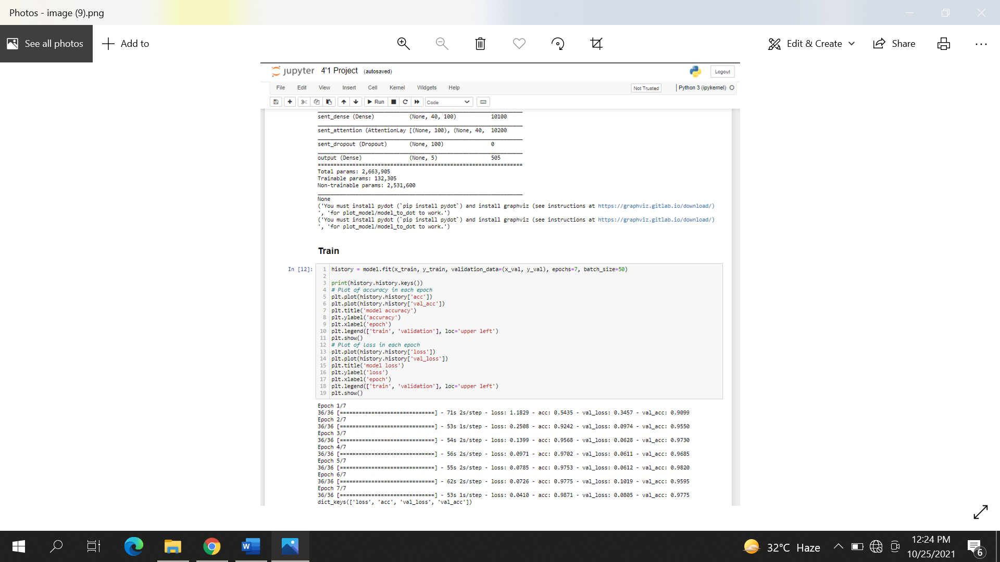 Photos - image (9).png
See all photos
Add to
Edit & Create
Share
jupyter 4'1 Project (autosaved)
Logout
File Edit View Insert Cell Kernel Widgets Help
Not Trusted
Python 3 (ipykernel)
Run
Code
sent_dense (Dense) (None, 40, 100) 10100
sent_attention (AttentionLay [(None, 100), (None, 40, 10200
sent_dropout (Dropout) (None, 100) 0
output (Dense) (None, 5) 505
=================================================================
Total params: 2,663,905
Trainable params: 132,305
Non-trainable params: 2,531,600
None
('You must install pydot (`pip install pydot`) and install graphviz (see instructions at https://graphviz.gitlab.io/download/)
', 'for plot_model/model_to_dot to work.')
('You must install pydot (`pip install pydot`) and install graphviz (see instructions at https://graphviz.gitlab.io/download/)
', 'for plot_model/model_to_dot to work.')
Train
In [12]:
1 history = model.fit(x_train, y_train, validation_data=(x_val, y_val), epochs=7, batch_size=50)
2
3 print(history.history.keys())
4 # Plot of accuracy in each epoch
5 plt.plot(history.history['acc'])
6 plt.plot(history.history['val_acc'])
7 plt.title('model accuracy')
8 plt.ylabel('accuracy')
9 plt.xlabel('epoch')
10 plt.legend(['train', 'validation'], loc='upper left')
11 plt.show()
12 # Plot of loss in each epoch
13 plt.plot(history.history['loss'])
14 plt.plot(history.history['val_loss'])
15 plt.title('model loss')
16 plt.ylabel('loss')
17 plt.xlabel('epoch')
18 plt.legend(['train', 'validation'], loc='upper left')
19 plt.show()
Epoch 1/7
36/36 [==============================] - 71s 2s/step - loss: 1.1829 - acc: 0.5435 - val_loss: 0.3457 - val_acc: 0.9099
Epoch 2/7
36/36 [==============================] - 53s 1s/step - loss: 0.2508 - acc: 0.9242 - val_loss: 0.0974 - val_acc: 0.9550
Epoch 3/7
36/36 [==============================] - 54s 2s/step - loss: 0.1399 - acc: 0.9568 - val_loss: 0.0628 - val_acc: 0.9730
Epoch 4/7
36/36 [==============================] - 56s 2s/step - loss: 0.0971 - acc: 0.9702 - val_loss: 0.0611 - val_acc: 0.9685
Epoch 5/7
36/36 [==============================] - 55s 2s/step - loss: 0.0785 - acc: 0.9753 - val_loss: 0.0612 - val_acc: 0.9820
Epoch 6/7
36/36 [==============================] - 62s 2s/step - loss: 0.0726 - acc: 0.9775 - val_loss: 0.1019 - val_acc: 0.9595
Epoch 7/7
36/36 [==============================] - 53s 1s/step - loss: 0.0410 - acc: 0.9871 - val_loss: 0.0805 - val_acc: 0.9775
dict_keys(['loss', 'acc', 'val_loss', 'val_acc'])
W
32°C Haze
12:24 PM
10/25/2021
6